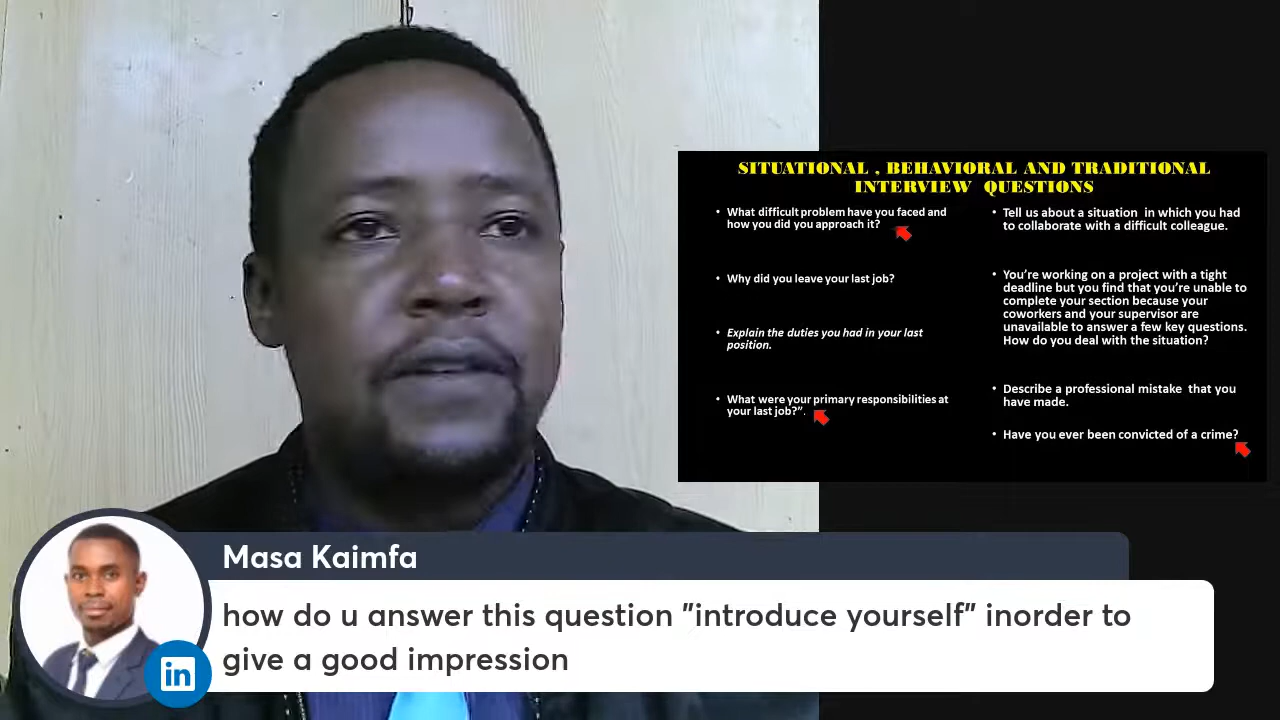 SITUATIONAL , BEHAVIORAL AND TRADITIONAL
INTERVIEW QUESTIONS
• What difficult problem have you faced and
how you did you approach it?
• Why did you leave your last job?
• Explain the duties you had in your last
position.
• What were your primary responsibilities at
your last job?”.
• Tell us about a situation in which you had
to collaborate with a difficult colleague.
• You’re working on a project with a tight
deadline but you find that you’re unable to
complete your section because your
coworkers and your supervisor are
unavailable to answer a few key questions.
How do you deal with the situation?
• Describe a professional mistake that you
have made.
• Have you ever been convicted of a crime?
Masa Kaimfa
how do u answer this question "introduce yourself" inorder to
give a good impression
in